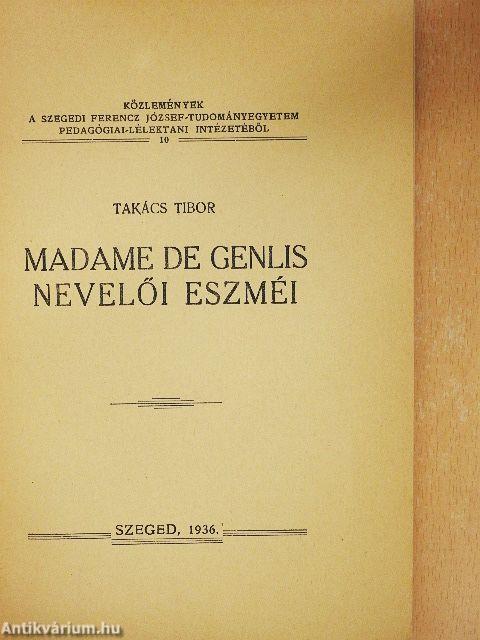 KÖZLEMÉNYEK
A SZEGEDI FERENCZ JÓZSEF-TUDOMÁNYEGYETEM
PEDAGÓGIAI-LÉLEKTANI INTÉZETÉBŐL
10
TAKÁCS TIBOR
MADAME DE GENLIS
NEVELŐI ESZMÉI
SZEGED, 1936.
Antikvárium.hu